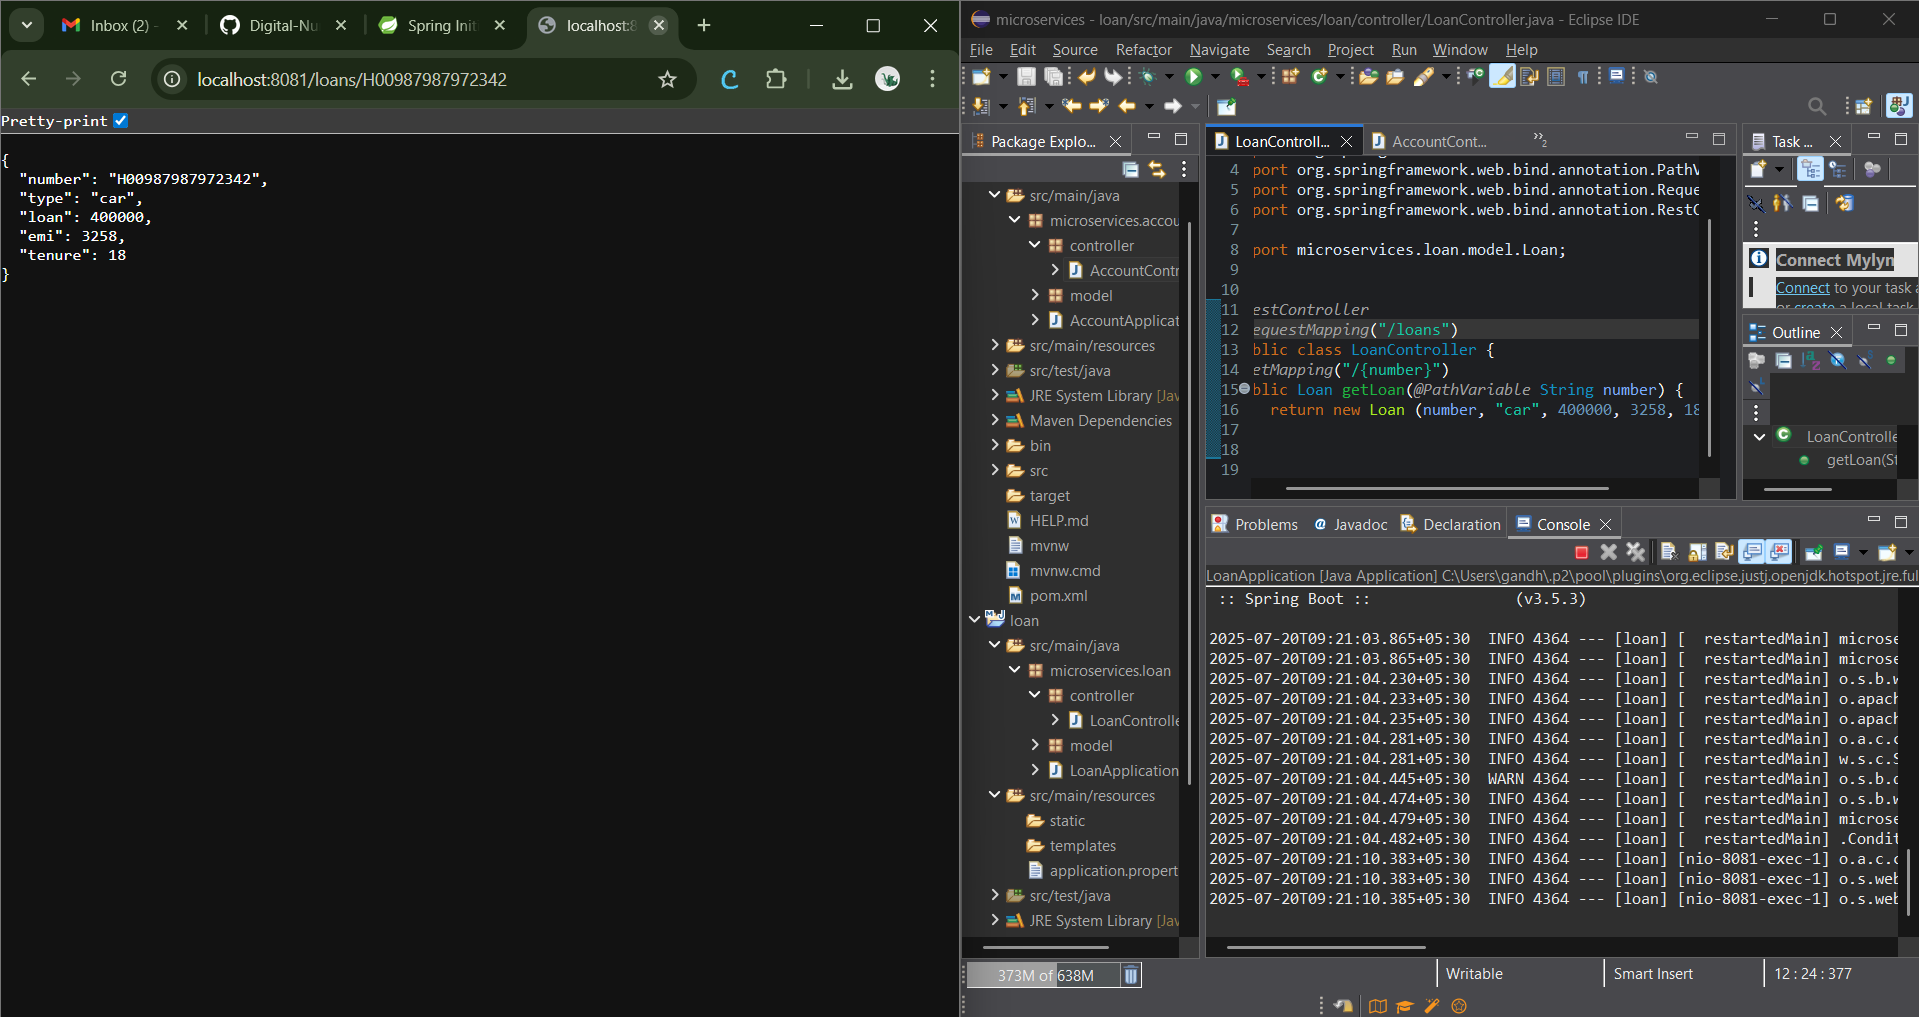 Inbox (2) -
Digital-Nu
Spring Init
localhost:8
localhost:8081/loans/H00987987972342
Pretty-print
{
"number": "H00987987972342",
"type": "car",
"loan": 400000,
"emi": 3258,
"tenure": 18
}
microservices - loan/src/main/java/microservices/loan/controller/LoanController.java - Eclipse IDE
File Edit Source Refactor Navigate Search Project Run Window Help
Package Explo...
src/main/java
microservices.accou
controller
AccountContr
model
AccountApplicat
src/main/resources
src/test/java
JRE System Library [Jav
Maven Dependencies
bin
src
target
HELP.md
mvnw
mvnw.cmd
pom.xml
loan
src/main/java
microservices.loan
controller
LoanControlle
model
LoanApplication
src/main/resources
static
templates
application.propert
src/test/java
JRE System Library [Jav
LoanControll...
AccountCont...
2
4 port org.springframework.web.bind.annotation.PathV
5 port org.springframework.web.bind.annotation.Reque
6 port org.springframework.web.bind.annotation.RestC
7
8 port microservices.loan.model.Loan;
9
10
11 estController
12 equestMapping("/loans")
13 blic class LoanController {
14 etMapping("/{number}")
15 blic Loan getLoan(@PathVariable String number) {
16 return new Loan (number, "car", 400000, 3258, 18
17
18
19
Task ...
Connect Mylyn
Connect to your task a
or create a local task
Outline
LoanControlle
getLoan(St
Problems
Javadoc
Declaration
Console
LoanApplication [Java Application] C:\Users\gandh\.p2\pool\plugins\org.eclipse.justj.openjdk.hotspot.jre.ful
:: Spring Boot :: (v3.5.3)
2025-07-20T09:21:03.865+05:30 INFO 4364 --- [loan] [ restartedMain] microse
2025-07-20T09:21:03.865+05:30 INFO 4364 --- [loan] [ restartedMain] microse
2025-07-20T09:21:04.230+05:30 INFO 4364 --- [loan] [ restartedMain] o.s.b.w
2025-07-20T09:21:04.233+05:30 INFO 4364 --- [loan] [ restartedMain] o.apach
2025-07-20T09:21:04.235+05:30 INFO 4364 --- [loan] [ restartedMain] o.apach
2025-07-20T09:21:04.281+05:30 INFO 4364 --- [loan] [ restartedMain] o.a.c.c
2025-07-20T09:21:04.281+05:30 INFO 4364 --- [loan] [ restartedMain] w.s.c.S
2025-07-20T09:21:04.445+05:30 WARN 4364 --- [loan] [ restartedMain] o.s.b.d
2025-07-20T09:21:04.474+05:30 INFO 4364 --- [loan] [ restartedMain] o.s.b.w
2025-07-20T09:21:04.479+05:30 INFO 4364 --- [loan] [ restartedMain] microse
2025-07-20T09:21:04.482+05:30 INFO 4364 --- [loan] [ restartedMain] .Condit
2025-07-20T09:21:10.383+05:30 INFO 4364 --- [loan] [nio-8081-exec-1] o.a.c.c
2025-07-20T09:21:10.383+05:30 INFO 4364 --- [loan] [nio-8081-exec-1] o.s.web
2025-07-20T09:21:10.385+05:30 INFO 4364 --- [loan] [nio-8081-exec-1] o.s.web
373M of 638M
Writable
Smart Insert
12 : 24 : 377